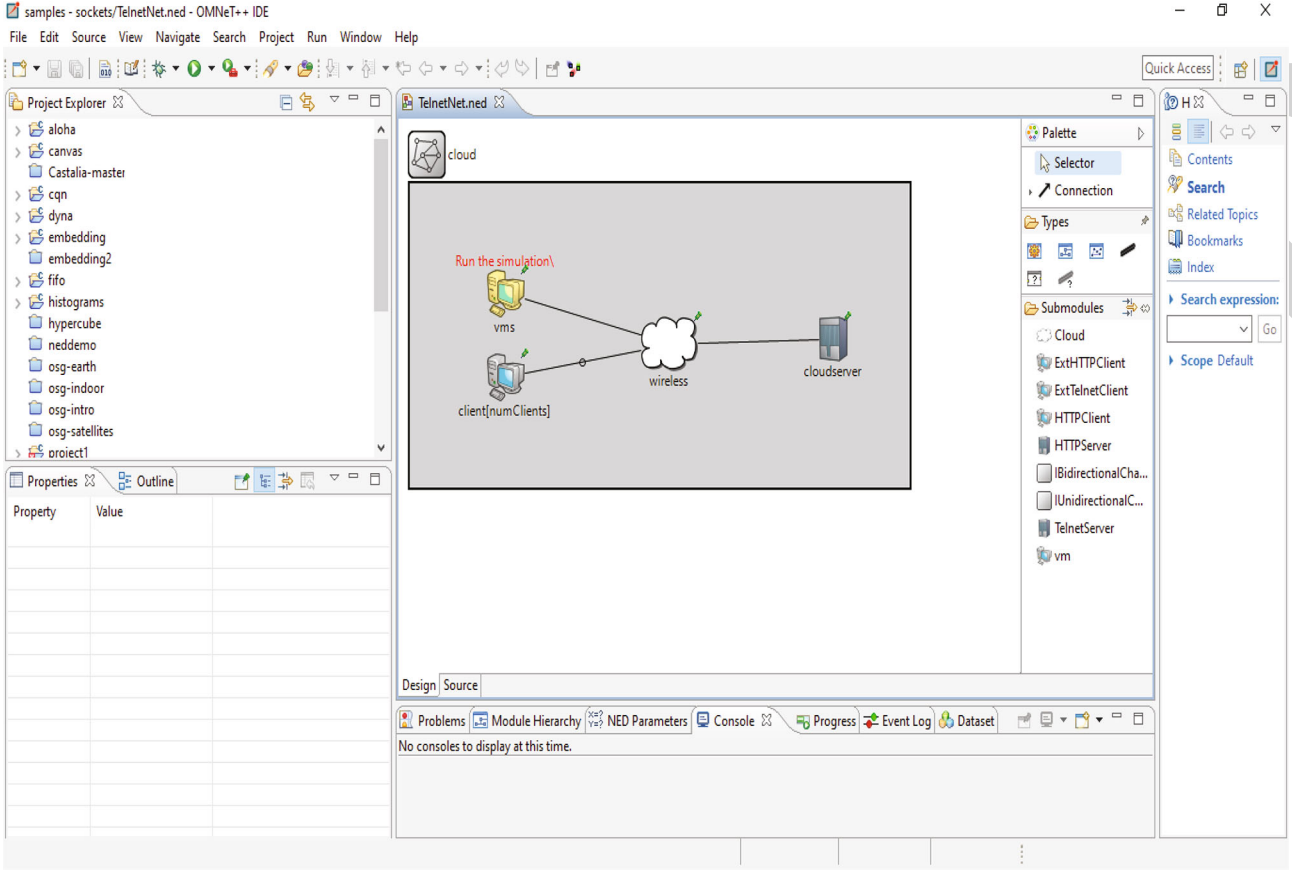 samples - sockets/TelnetNet.ned - OMNeT++ IDE
File Edit Source View Navigate Search Project Run Window Help
Quick Access
Project Explorer
aloha
canvas
Castalia-master
cqn
dyna
embedding
embedding2
fifo
histograms
hypercube
neddemo
osg-earth
osg-indoor
osg-intro
osg-satellites
project1
Properties
Outline
Property Value
TelnetNet.ned
cloud
Run the simulation\
vms
client[numClients]
wireless
cloudserver
Palette
Selector
Connection
Types
Submodules
Cloud
ExtHTTPClient
ExtTelnetClient
HTTPClient
HTTPServer
IBidirectionalCha...
IUnidirectionalC...
TelnetServer
vm
Design Source
Problems Module Hierarchy NED Parameters Console Progress Event Log Dataset
No consoles to display at this time.
H
Contents
Search
Related Topics
Bookmarks
Index
Search expression:
Go
Scope Default